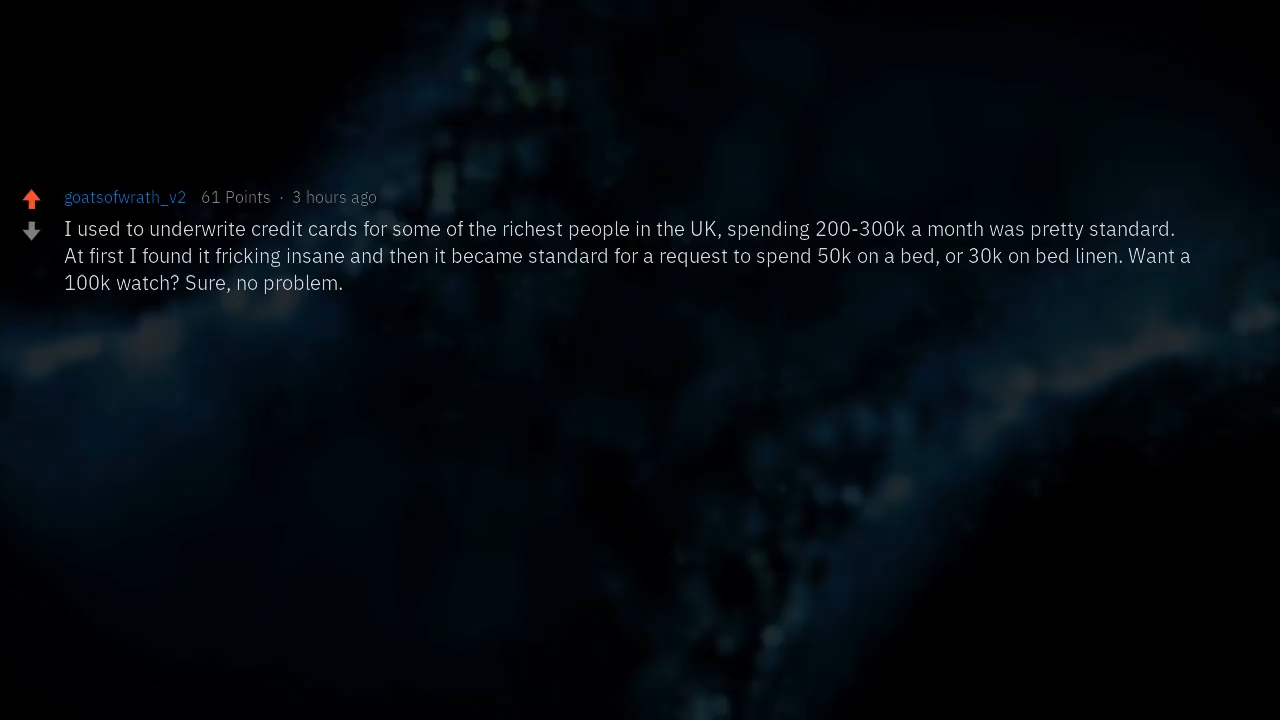 goatsofwrath_v2 61 Points · 3 hours ago
I used to underwrite credit cards for some of the richest people in the UK, spending 200-300k a month was pretty standard.
At first I found it fricking insane and then it became standard for a request to spend 50k on a bed, or 30k on bed linen. Want a
100k watch? Sure, no problem.